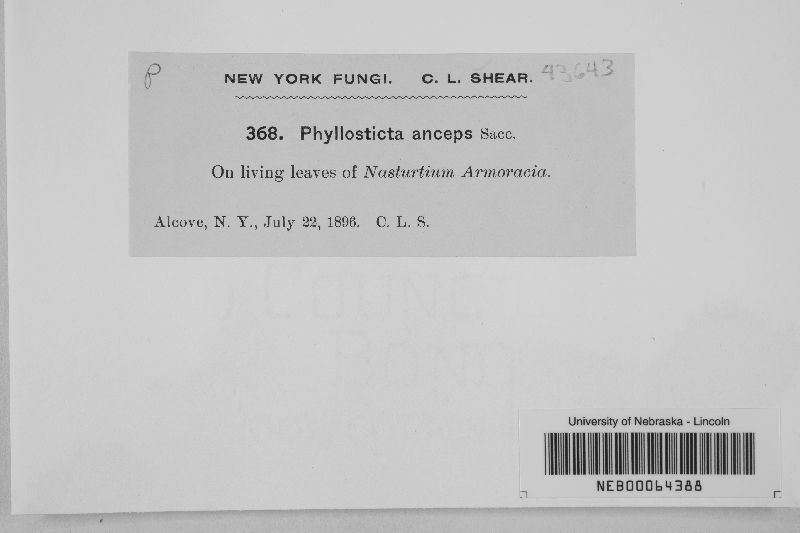 P
NEW YORK FUNGI. C. L. SHEAR. 93643
368. Phyllosticta anceps Sacc.
On living leaves of Nasturtium Armoracia.
Alcove, N. Y., July 22, 1896. C. L. S.
University of Nebraska - Lincoln
NEB00064388